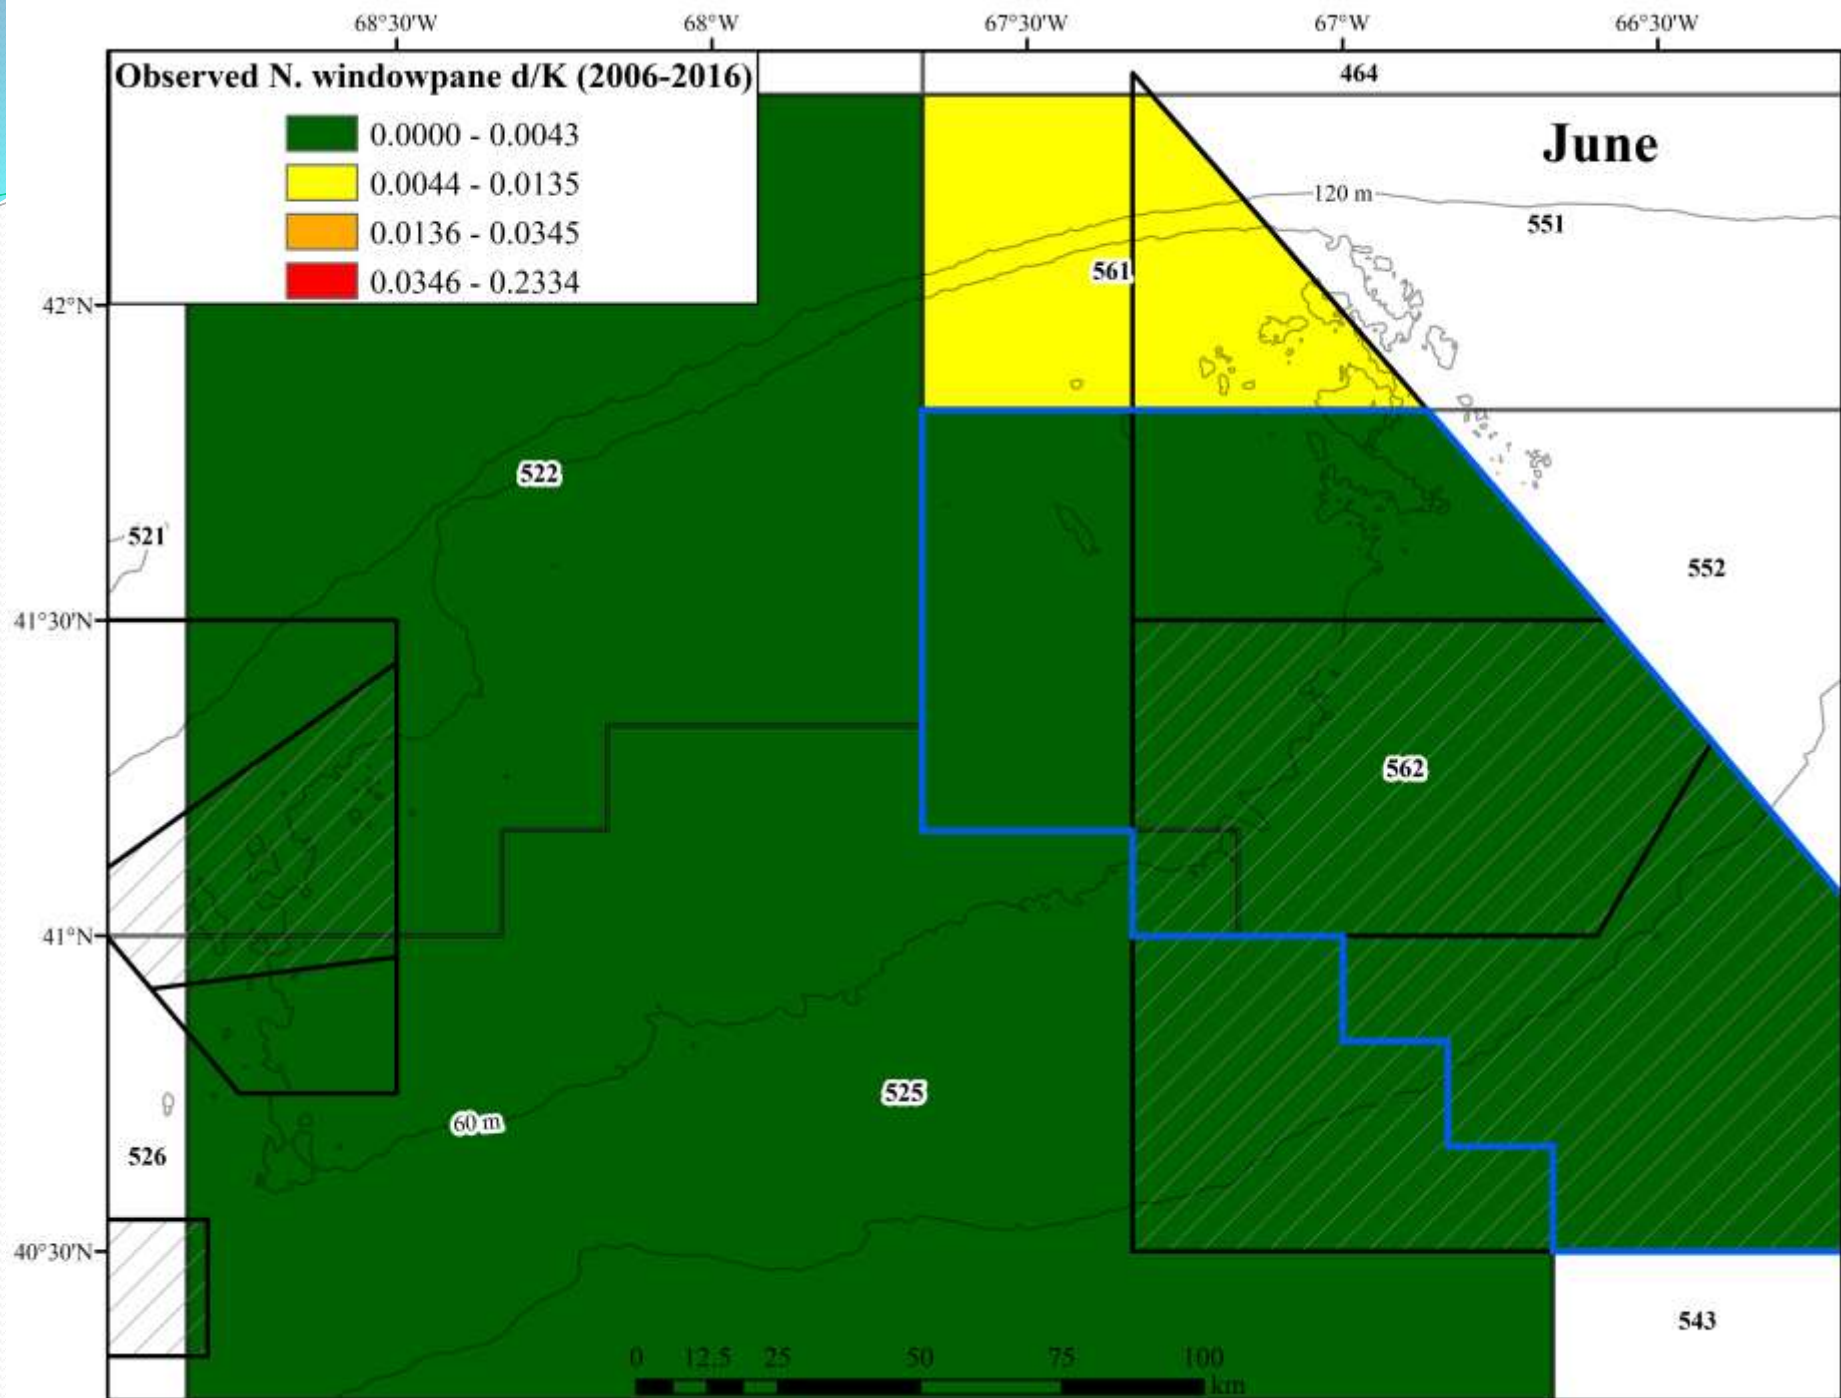 68°30'W
68°W
67°30'W
67°W
66°30'W
Observed N. windowpane d/K (2006-2016)
0.0000 - 0.0043
0.0044 - 0.0135
0.0136 - 0.0345
0.0346 - 0.2334
464
June
120 m
551
561
42°N
522
521
552
41°30'N
562
41°N
525
60 m
526
40°30'N
543
0 12.5 25 50 75 100
km